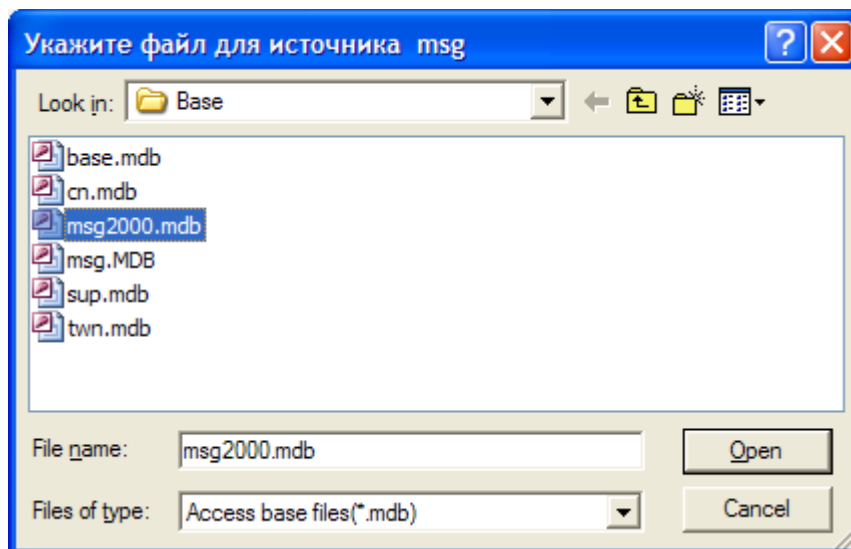 Укажите файл для источника msg
Look in: Base
base.mdb
cn.mdb
msg2000.mdb
msg.MDB
sup.mdb
twn.mdb
File name: msg2000.mdb Open
Files of type: Access base files(*.mdb) Cancel